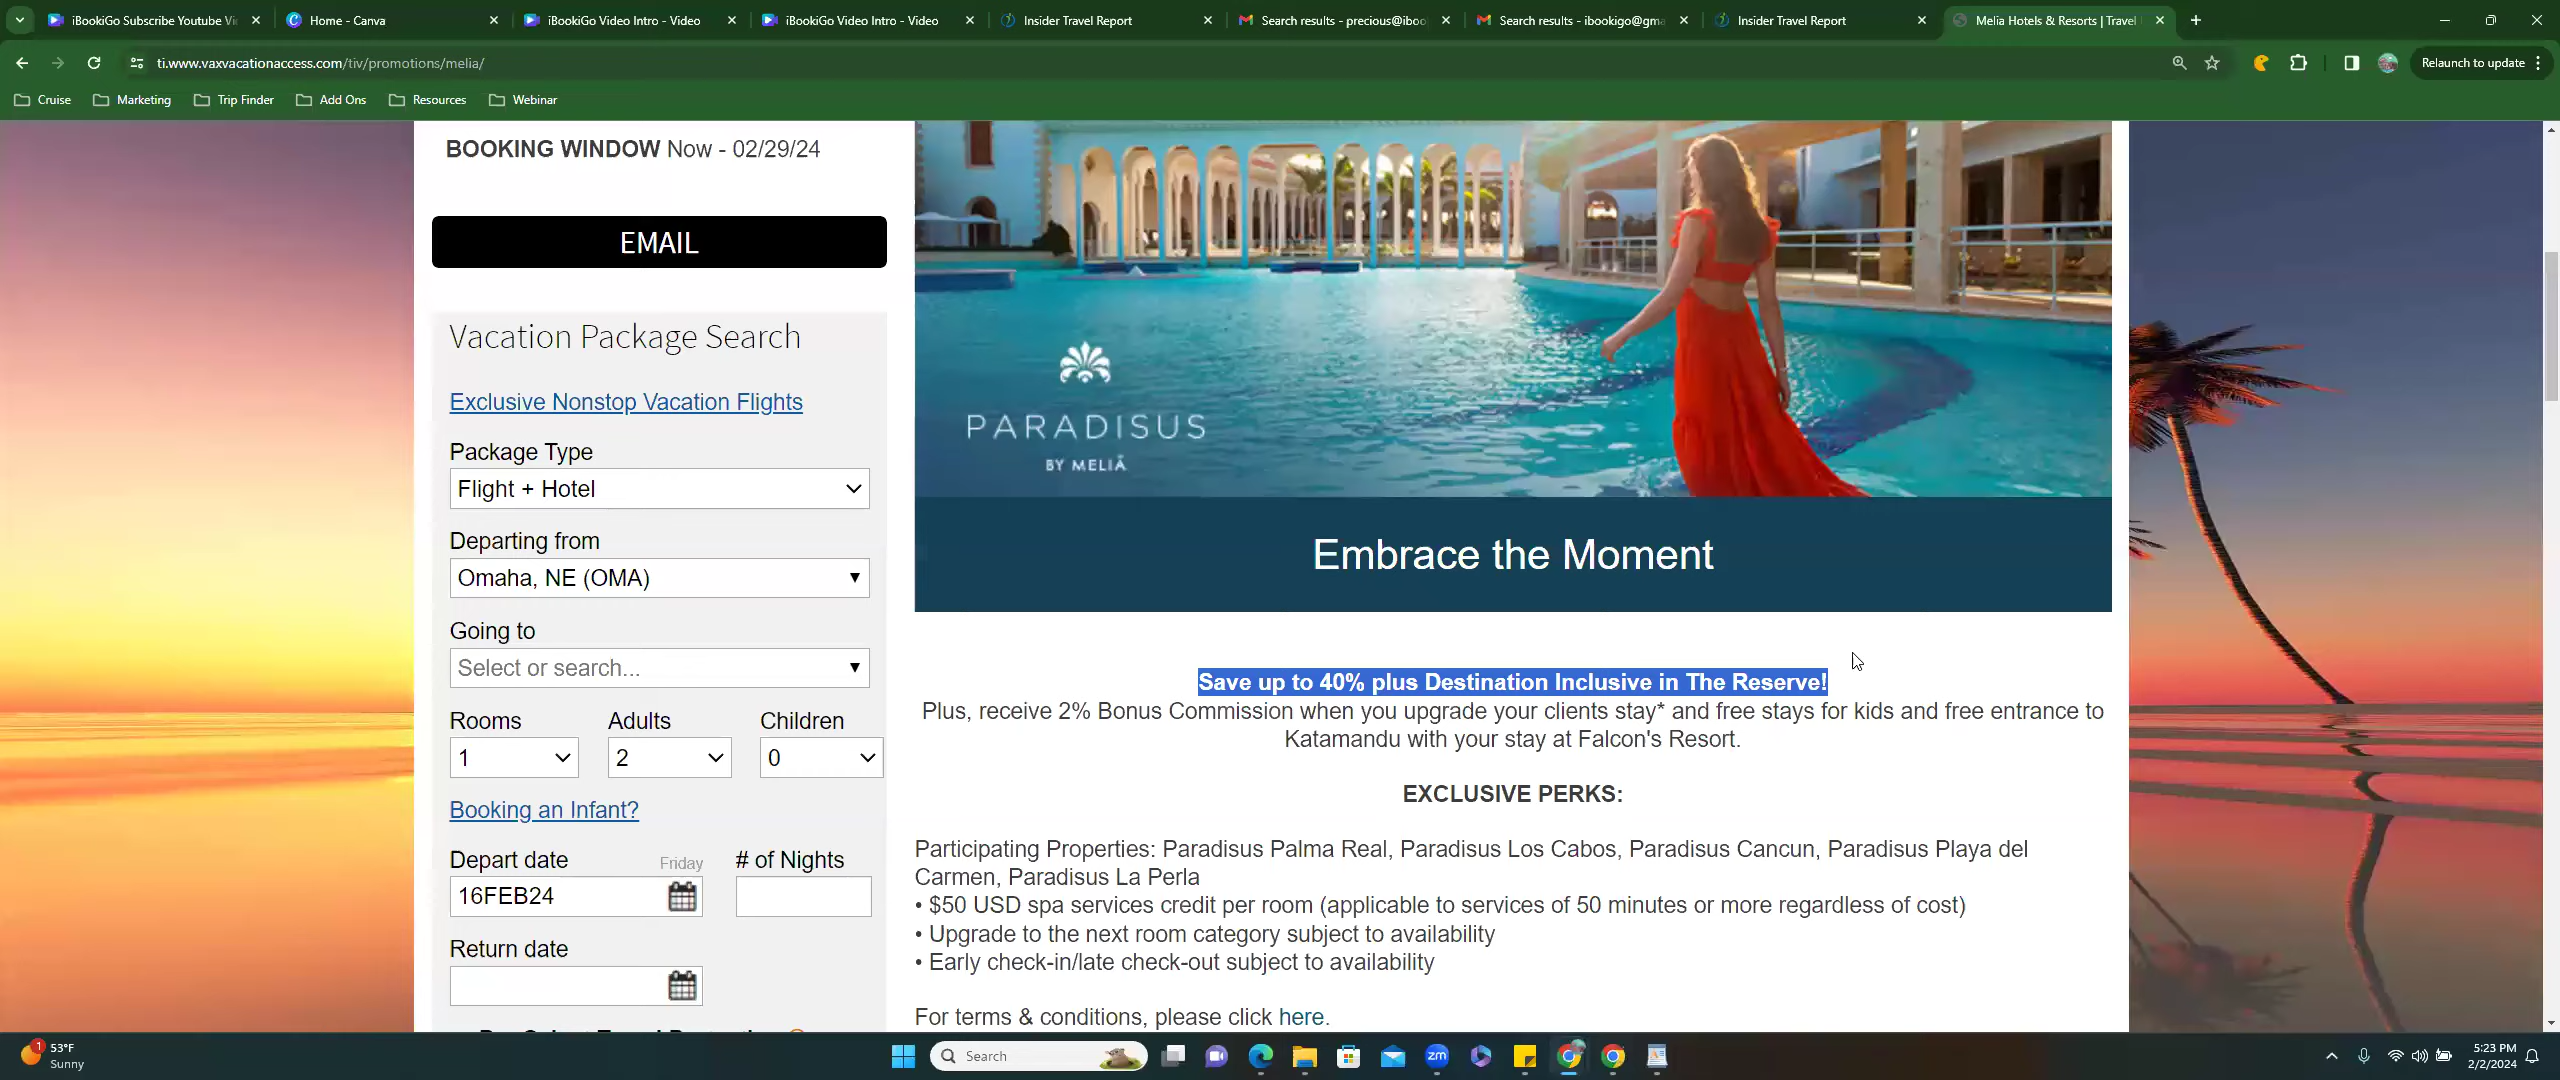 iBookiGo Subscribe Youtube Vi
Home - Canva
iBookiGo Video Intro - Video
iBookiGo Video Intro - Video
Insider Travel Report
Search results - precious@iboo
Search results - ibookigo@gma
Insider Travel Report
Melia Hotels & Resorts | Travel
ti.www.vaxvacationaccess.com/tiv/promotions/melia/
Relaunch to update
Cruise
Marketing
Trip Finder
Add Ons
Resources
Webinar
BOOKING WINDOW Now - 02/29/24
EMAIL
Vacation Package Search
Exclusive Nonstop Vacation Flights
Package Type
Flight + Hotel
Departing from
Omaha, NE (OMA)
Going to
Select or search...
Rooms Adults Children
1 2 0
Booking an Infant?
Depart date Friday # of Nights
16FEB24
Return date
PARADISUS
BY MELIÃ
Embrace the Moment
Save up to 40% plus Destination Inclusive in The Reserve!
Plus, receive 2% Bonus Commission when you upgrade your clients stay* and free stays for kids and free entrance to
Katamandu with your stay at Falcon's Resort.
EXCLUSIVE PERKS:
Participating Properties: Paradisus Palma Real, Paradisus Los Cabos, Paradisus Cancun, Paradisus Playa del
Carmen, Paradisus La Perla
• $50 USD spa services credit per room (applicable to services of 50 minutes or more regardless of cost)
• Upgrade to the next room category subject to availability
• Early check-in/late check-out subject to availability
For terms & conditions, please click here.
1
53°F
Sunny
Search
zm
5:23 PM
2/2/2024